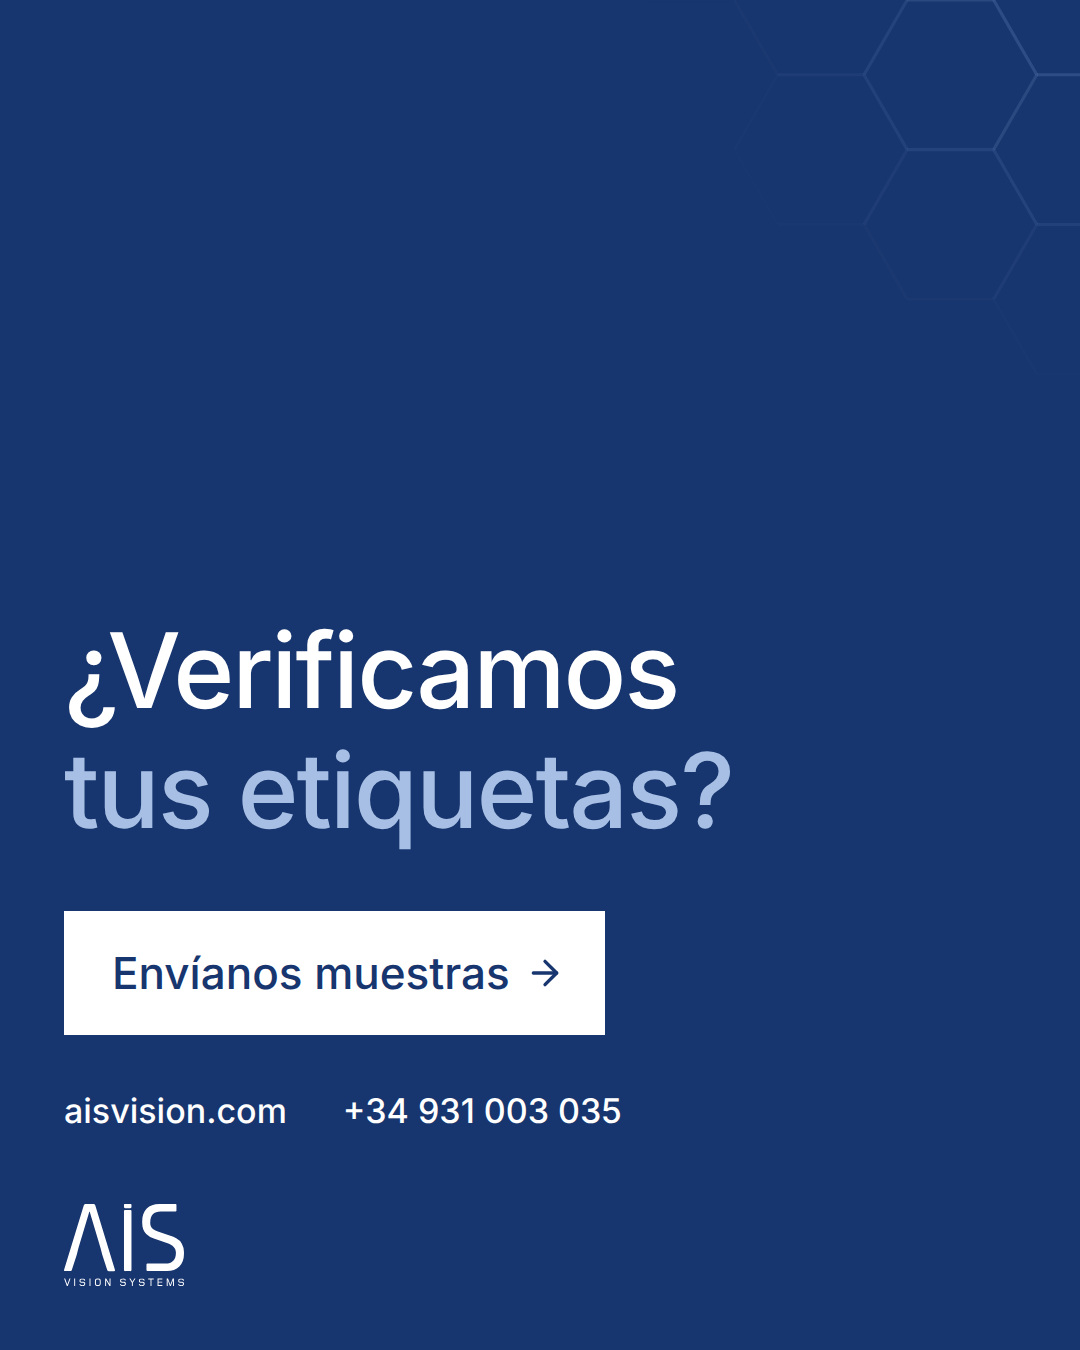 ¿Verificamos
tus etiquetas?
Envíanos muestras →
aisvision.com +34 931 003 035
AiS
VISION SYSTEMS